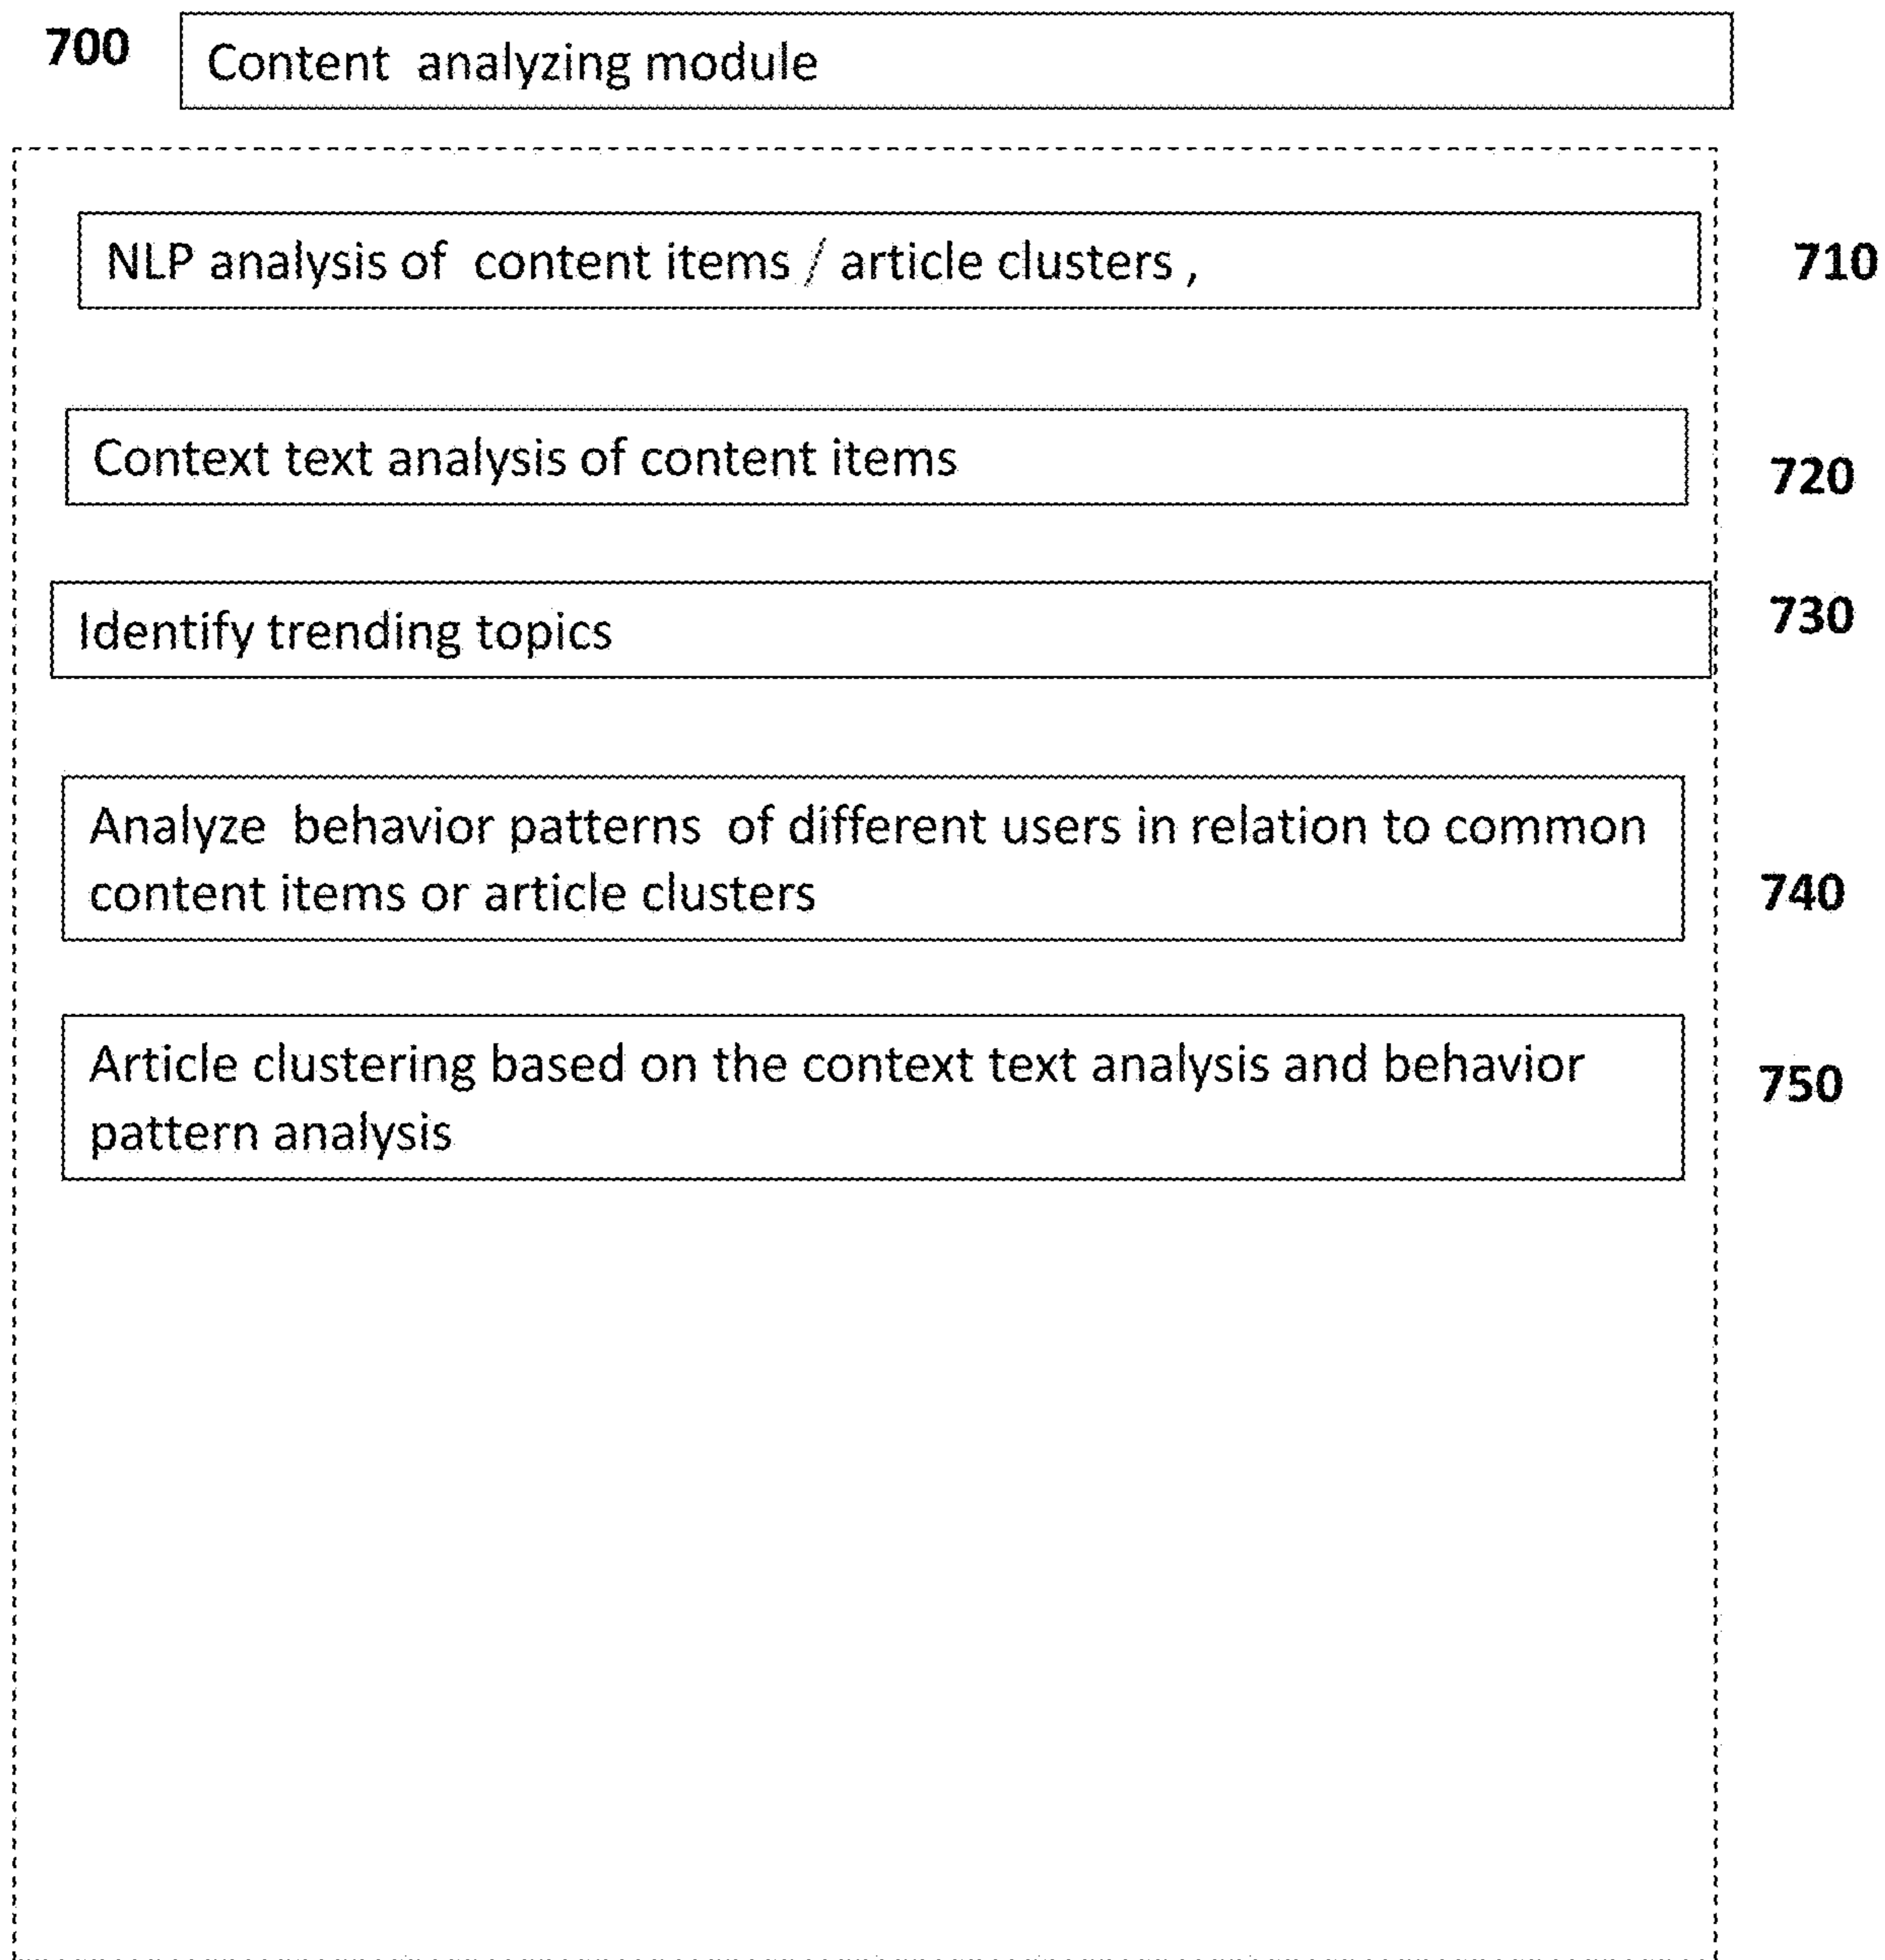 700 Content analyzing module
NLP analysis of content items / article clusters , 710
Context text analysis of content items 720
Identify trending topics 730
Analyze behavior patterns of different users in relation to common
content items or article clusters 740
Article clustering based on the context text analysis and behavior 750
pattern analysis